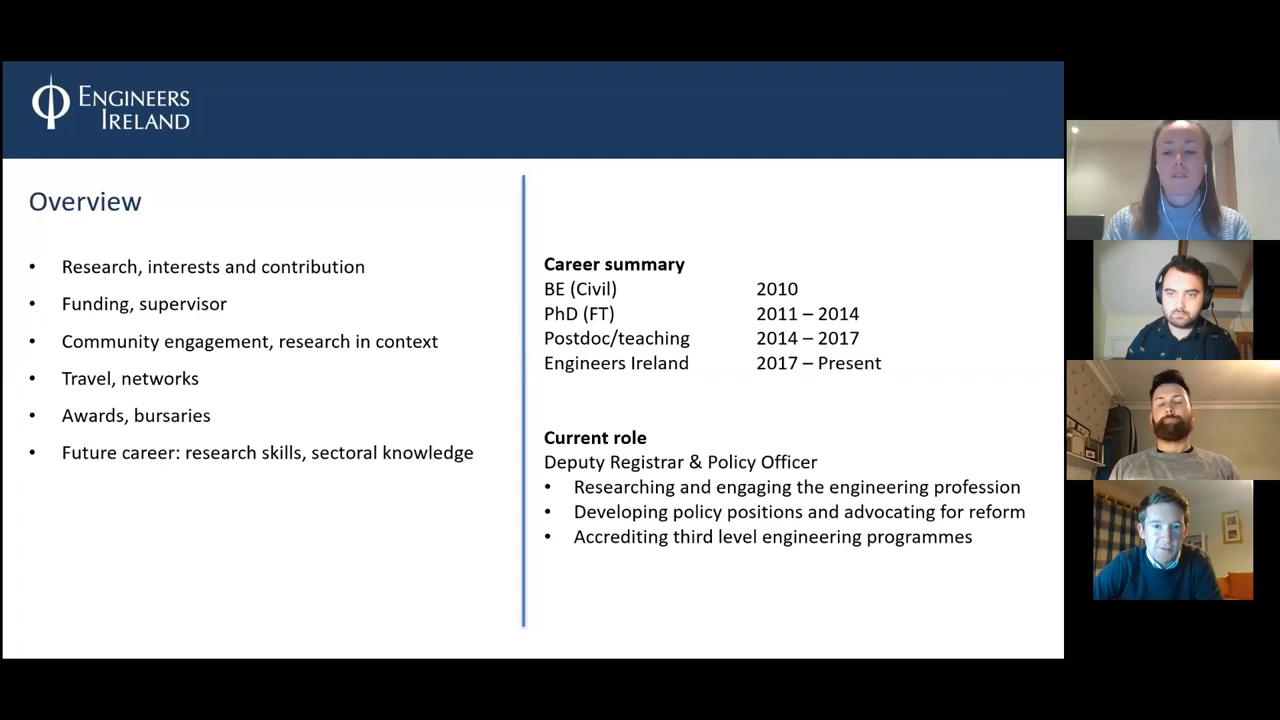 ENGINEERS
IRELAND
Overview
• Research, interests and contribution
• Funding, supervisor
• Community engagement, research in context
• Travel, networks
• Awards, bursaries
• Future career: research skills, sectoral knowledge
Career summary
BE (Civil) 2010
PhD (FT) 2011 – 2014
Postdoc/teaching 2014 – 2017
Engineers Ireland 2017 – Present
Current role
Deputy Registrar & Policy Officer
• Researching and engaging the engineering profession
• Developing policy positions and advocating for reform
• Accrediting third level engineering programmes